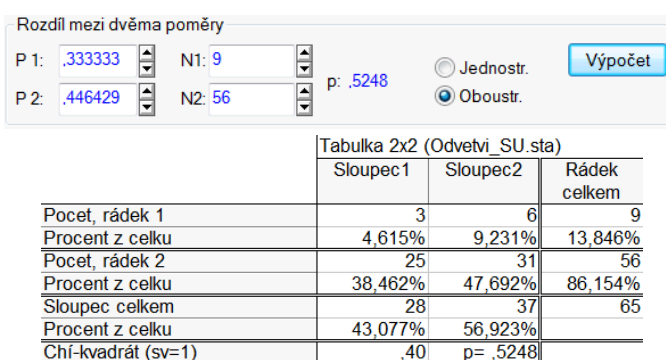 Rozdíl mezi dvěma poměry
P 1: ,333333 N1: 9 Jednostr. Výpočet
p: ,5248
P 2: ,446429 N2: 56 Oboustr.
Tabulka 2x2 (Odvetvi_SU.sta)
Sloupec1 Sloupec2 Rádek
celkem
Pocet, rádek 1 3 6 9
Procent z celku 4,615% 9,231% 13,846%
Pocet, rádek 2 25 31 56
Procent z celku 38,462% 47,692% 86,154%
Sloupec celkem 28 37 65
Procent z celku 43,077% 56,923%
Chí-kvadrát (sv=1) ,40 p= ,5248